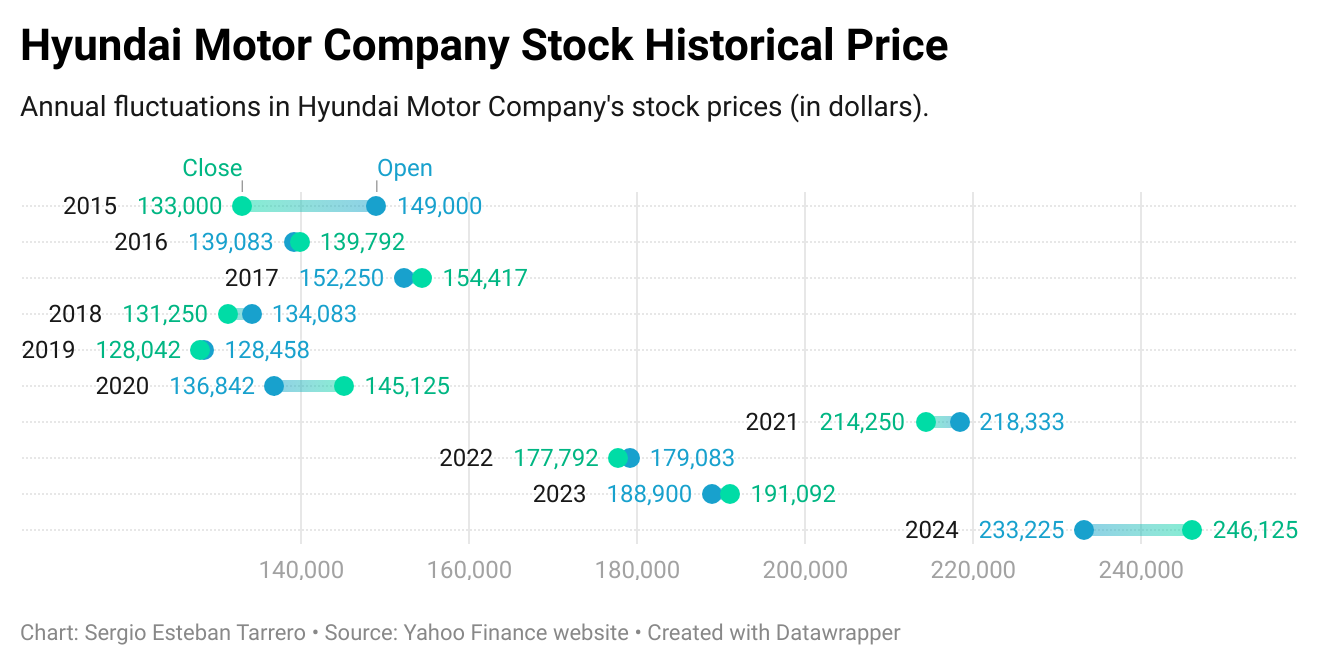 Hyundai Motor Company Stock Historical Price
Annual fluctuations in Hyundai Motor Company's stock prices (in dollars).
Close Open
2015 133,000 149,000
2016 139,083 139,792
2017 152,250 154,417
2018 131,250 134,083
2019 128,042 128,458
2020 136,842 145,125
2021 214,250 218,333
2022 177,792 179,083
2023 188,900 191,092
2024 233,225 246,125
140,000 160,000 180,000 200,000 220,000 240,000
Chart: Sergio Esteban Tarrero • Source: Yahoo Finance website • Created with Datawrapper